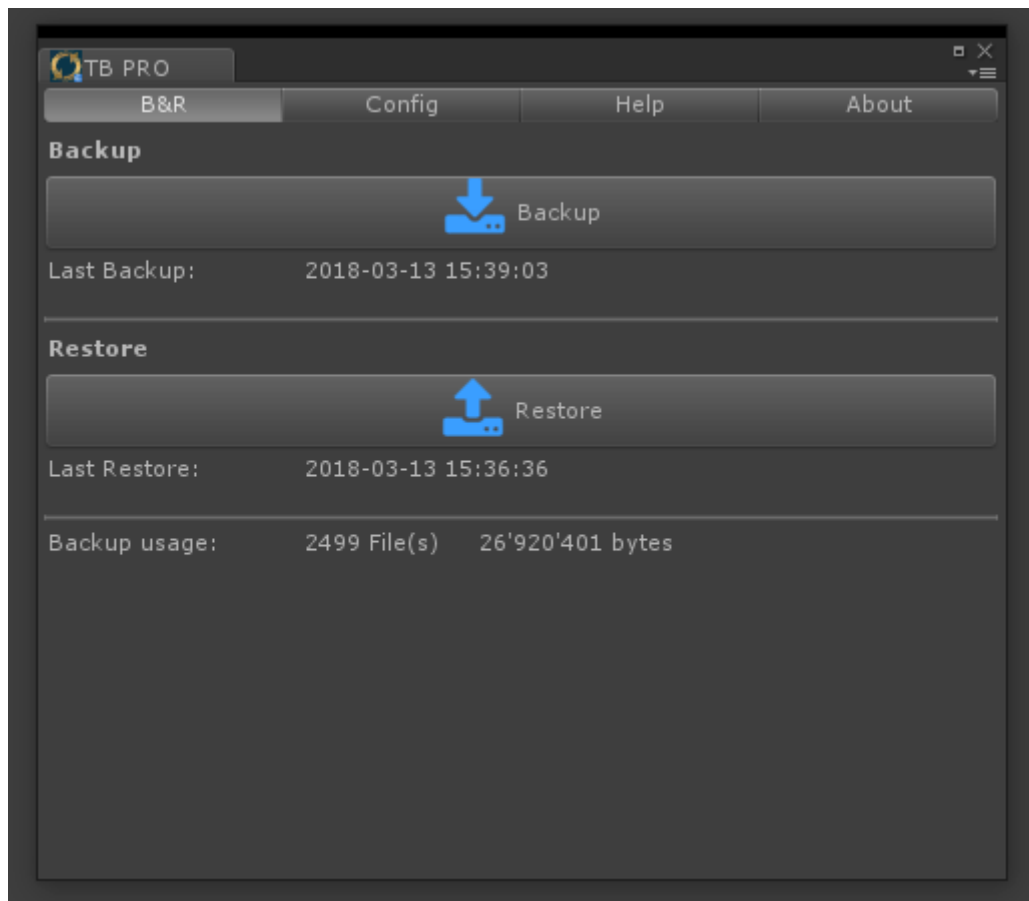 TB PRO
B&R Config Help About
Backup
Backup
Last Backup: 2018-03-13 15:39:03
Restore
Restore
Last Restore: 2018-03-13 15:36:36
Backup usage: 2499 File(s) 26'920'401 bytes